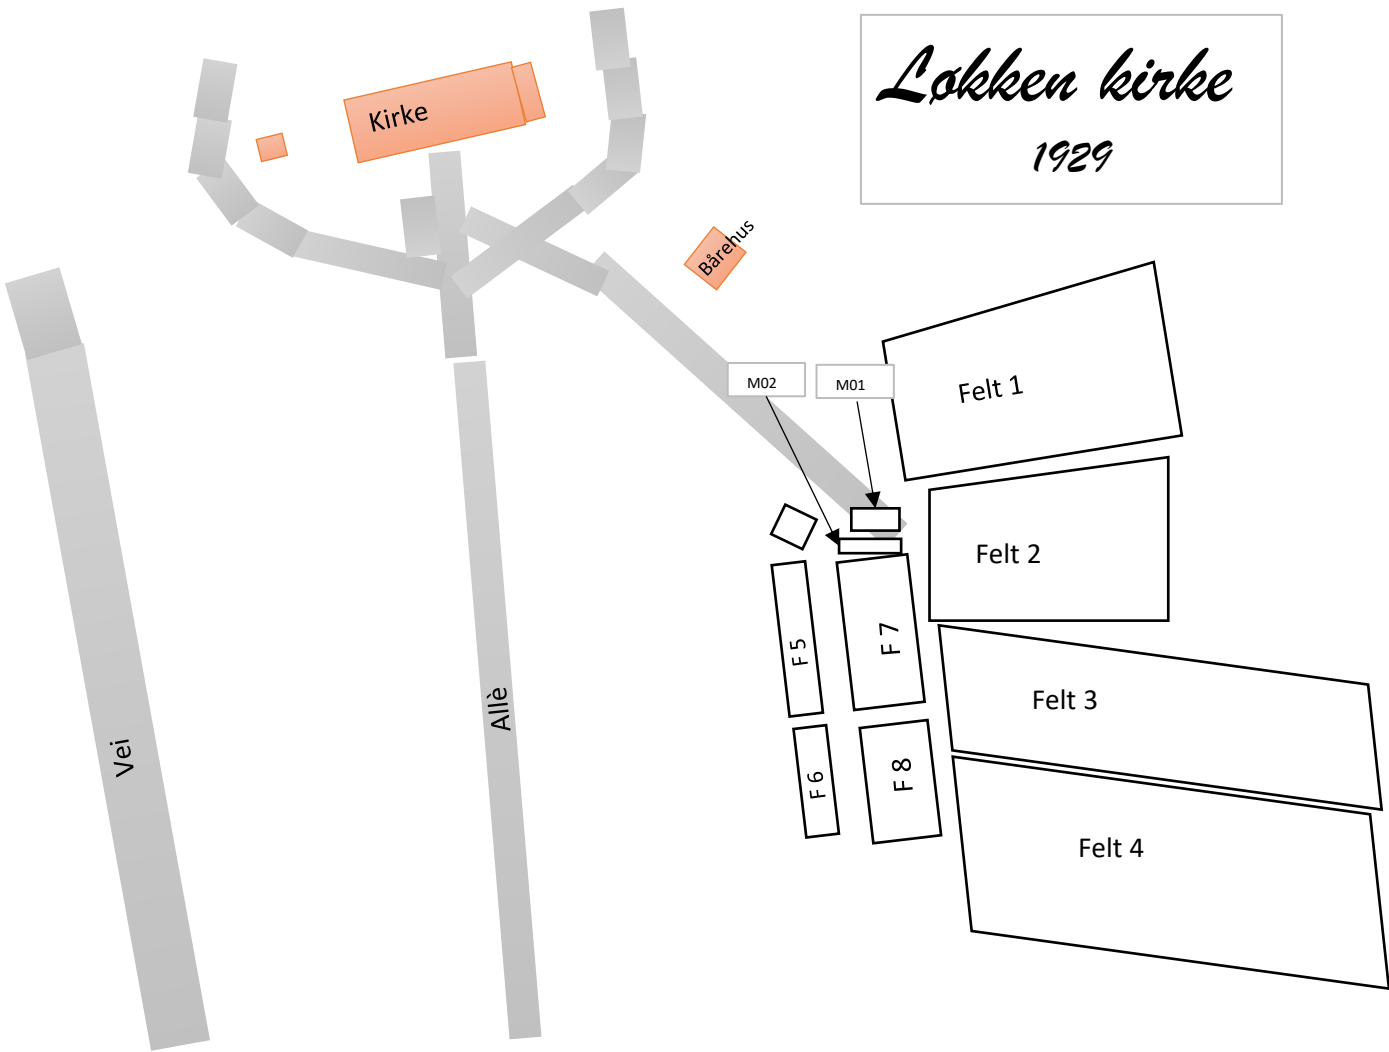 Løkken kirke
1929
Kirke
Bårehus
M02
M01
Felt 1
Felt 2
F 5
F 7
Felt 3
Allè
Vei
F 6
F 8
Felt 4